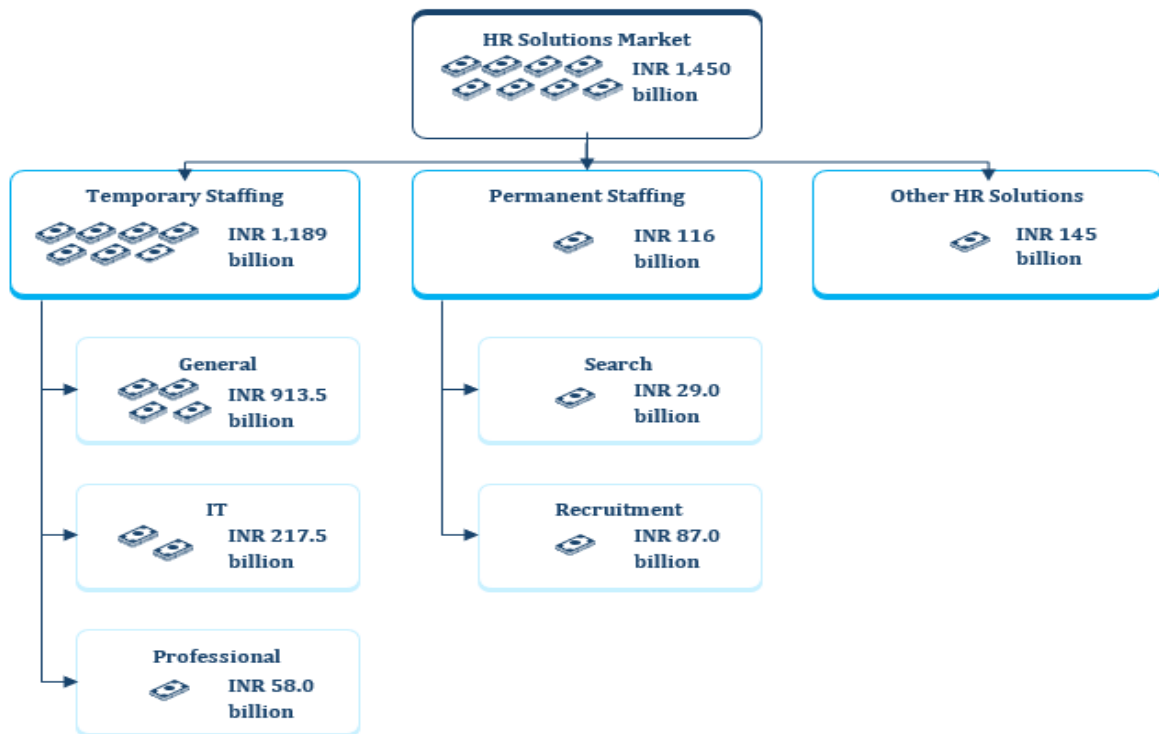 HR Solutions Market
INR 1,450
billion
Temporary Staffing
INR 1,189
billion
Permanent Staffing
INR 116
billion
Other HR Solutions
INR 145
billion
General
INR 913.5
billion
Search
INR 29.0
billion
IT
INR 217.5
billion
Recruitment
INR 87.0
billion
Professional
INR 58.0
billion